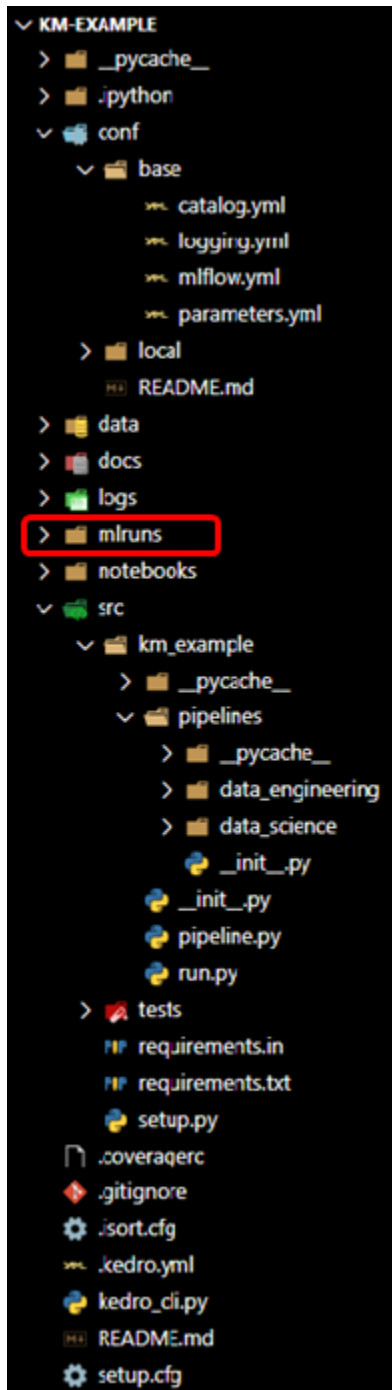 KM-EXAMPLE
__pycache__
.ipython
conf
base
catalog.yml
logging.yml
mlflow.yml
parameters.yml
local
README.md
data
docs
logs
mlruns
notebooks
src
km_example
__pycache__
pipelines
__pycache__
data_engineering
data_science
__init__.py
__init__.py
pipeline.py
run.py
tests
requirements.in
requirements.txt
setup.py
.coveragerc
.gitignore
.isort.cfg
.kedro.yml
kedro_cli.py
README.md
setup.cfg